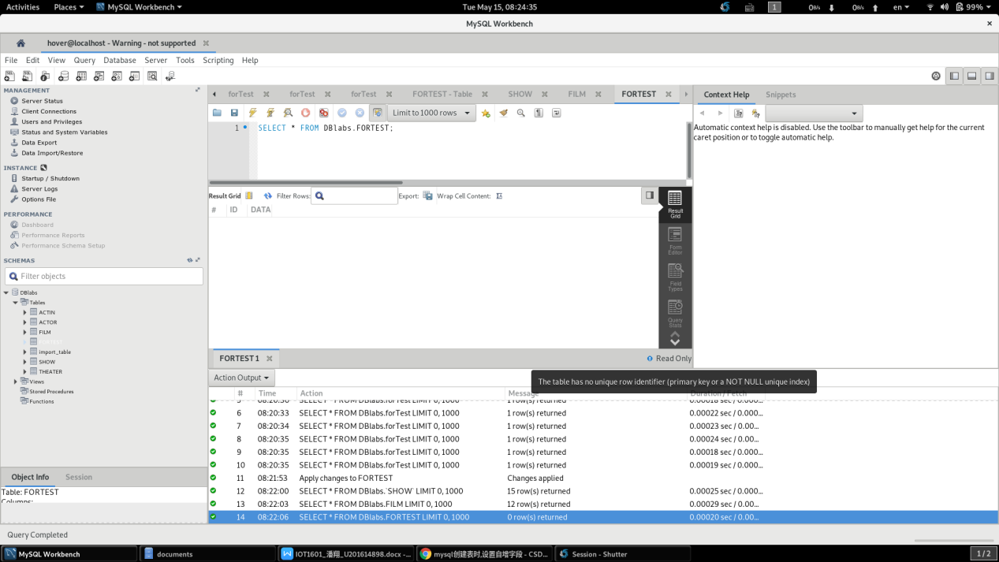 Activities Places MySQL Workbench Tue May 15, 08:24:35 1 0B/s 0B/s en 99%
MySQL Workbench
hover@localhost - Warning - not supported
File Edit View Query Database Server Tools Scripting Help
MANAGEMENT
Server Status
Client Connections
Users and Privileges
Status and System Variables
Data Export
Data Import/Restore
INSTANCE
Startup / Shutdown
Server Logs
Options File
PERFORMANCE
Dashboard
Performance Reports
Performance Schema Setup
SCHEMAS
Filter objects
DBlabs
Tables
ACTIN
ACTOR
FILM
import_table
SHOW
THEATER
Views
Stored Procedures
Functions
Object Info Session
Table: FORTEST
Columns:
forTest forTest forTest FORTEST - Table SHOW FILM FORTEST
Limit to 1000 rows
1 SELECT * FROM DBlabs.FORTEST;
Result Grid Filter Rows: Export: Wrap Cell Content:
# ID DATA
Result Grid
Form Editor
Field Types
Query Stats
FORTEST 1 Read Only
Context Help Snippets
Automatic context help is disabled. Use the toolbar to manually get help for the current
caret position or to toggle automatic help.
Action Output
The table has no unique row identifier (primary key or a NOT NULL unique index)
# Time Action Message Duration / Fetch
5 08:20:30 SELECT * FROM DBlabs.forTest LIMIT 0, 1000 1 row(s) returned 0.00018 sec / 0.000...
6 08:20:33 SELECT * FROM DBlabs.forTest LIMIT 0, 1000 1 row(s) returned 0.00022 sec / 0.000...
7 08:20:34 SELECT * FROM DBlabs.forTest LIMIT 0, 1000 1 row(s) returned 0.00023 sec / 0.00...
8 08:20:35 SELECT * FROM DBlabs.forTest LIMIT 0, 1000 1 row(s) returned 0.00024 sec / 0.00...
9 08:20:35 SELECT * FROM DBlabs.forTest LIMIT 0, 1000 1 row(s) returned 0.00018 sec / 0.00...
10 08:20:35 SELECT * FROM DBlabs.forTest LIMIT 0, 1000 1 row(s) returned 0.00019 sec / 0.00...
11 08:21:53 Apply changes to FORTEST Changes applied
12 08:22:00 SELECT * FROM DBlabs.`SHOW` LIMIT 0, 1000 15 row(s) returned 0.00025 sec / 0.00...
13 08:22:03 SELECT * FROM DBlabs.FILM LIMIT 0, 1000 12 row(s) returned 0.00029 sec / 0.00...
14 08:22:06 SELECT * FROM DBlabs.FORTEST LIMIT 0, 1000 0 row(s) returned 0.00020 sec / 0.00...
Query Completed
MySQL Workbench documents IOT1601_潘翔_U201614898.docx -... mysql创建表时,设置自增字段 - CSD... Session - Shutter 1 / 2